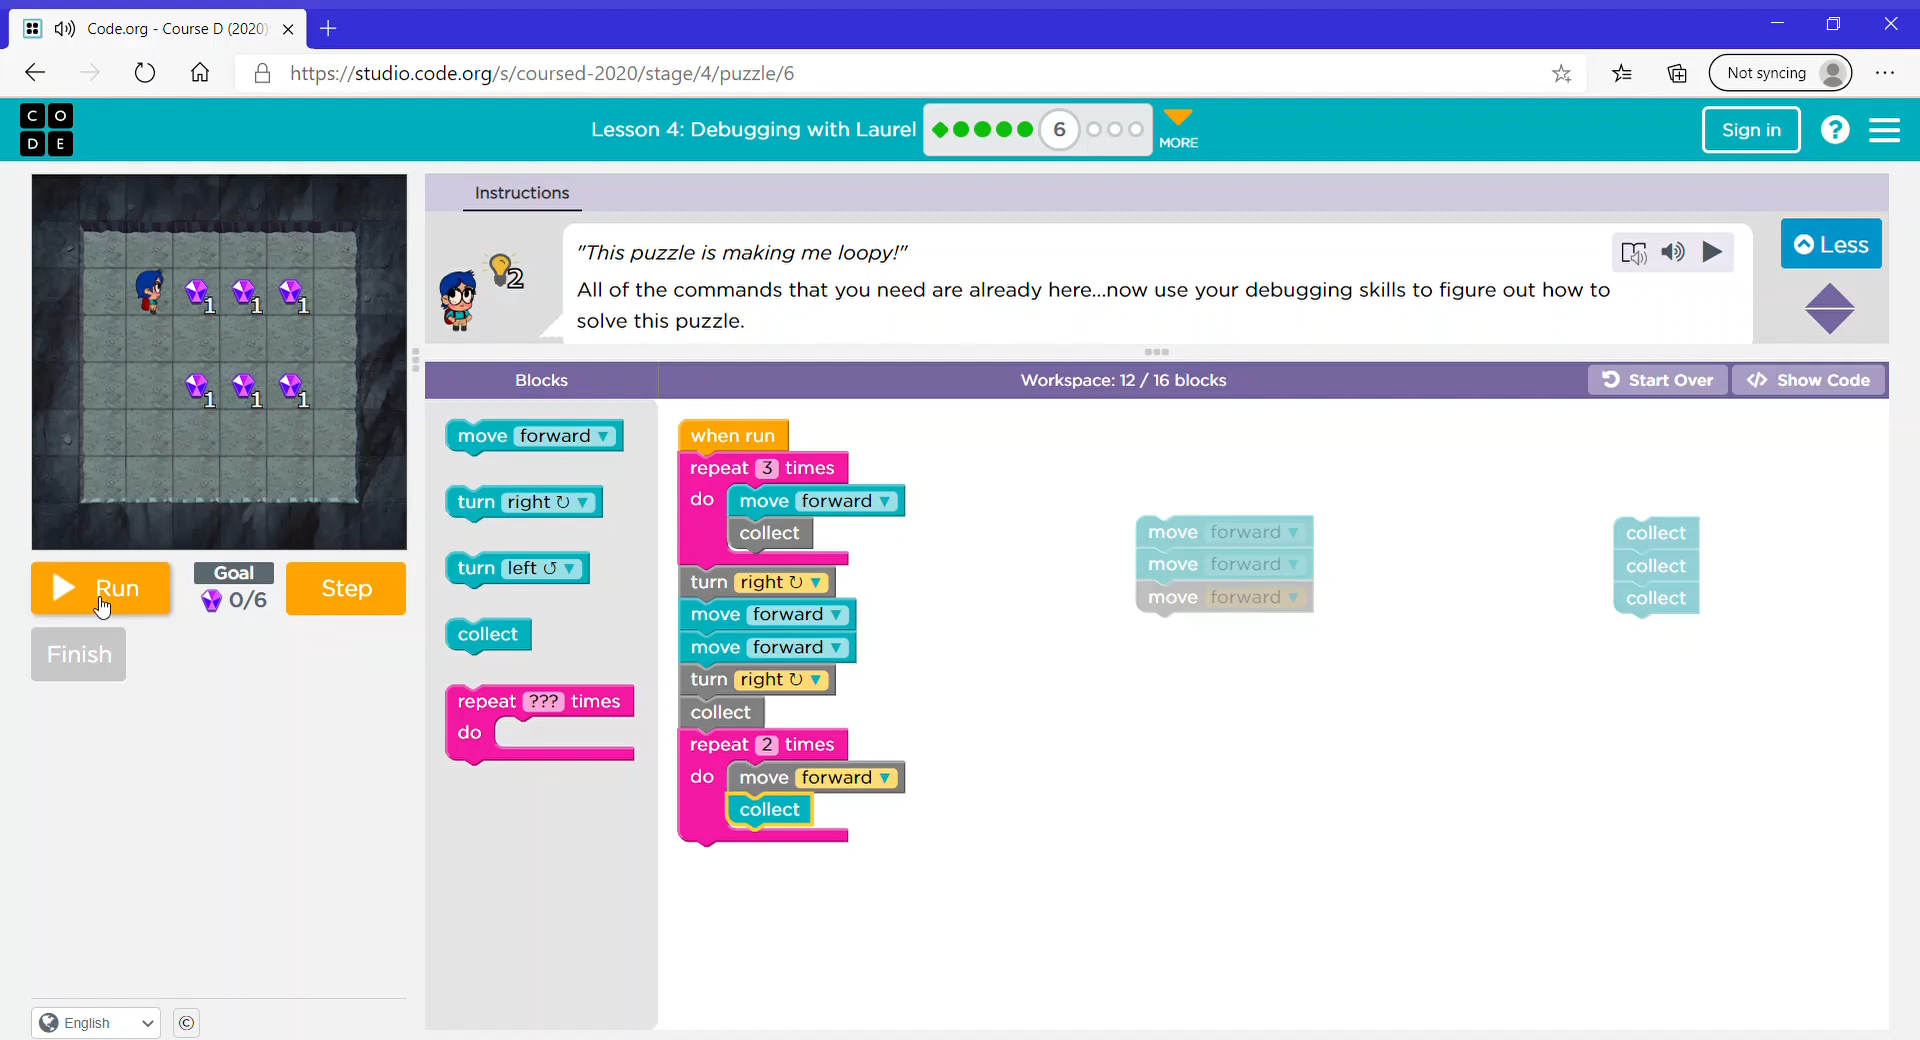 Code.org - Course D (2020)
https://studio.code.org/s/coursed-2020/stage/4/puzzle/6
Not syncing
C O
D E
Lesson 4: Debugging with Laurel
6
MORE
Sign in
?
Instructions
2
"This puzzle is making me loopy!"
All of the commands that you need are already here...now use your debugging skills to figure out how to
solve this puzzle.
Less
1 1 1
1 1 1
Run
Goal
0/6
Step
Finish
Blocks
Workspace: 12 / 16 blocks
Start Over
</> Show Code
move forward ▼
turn right ↻ ▼
turn left ↺ ▼
collect
repeat ??? times
do
when run
repeat 3 times
do move forward ▼
collect
turn right ↻ ▼
move forward ▼
move forward ▼
turn right ↻ ▼
collect
repeat 2 times
do move forward ▼
collect
move forward ▼
move forward ▼
move forward ▼
collect
collect
collect
English
©